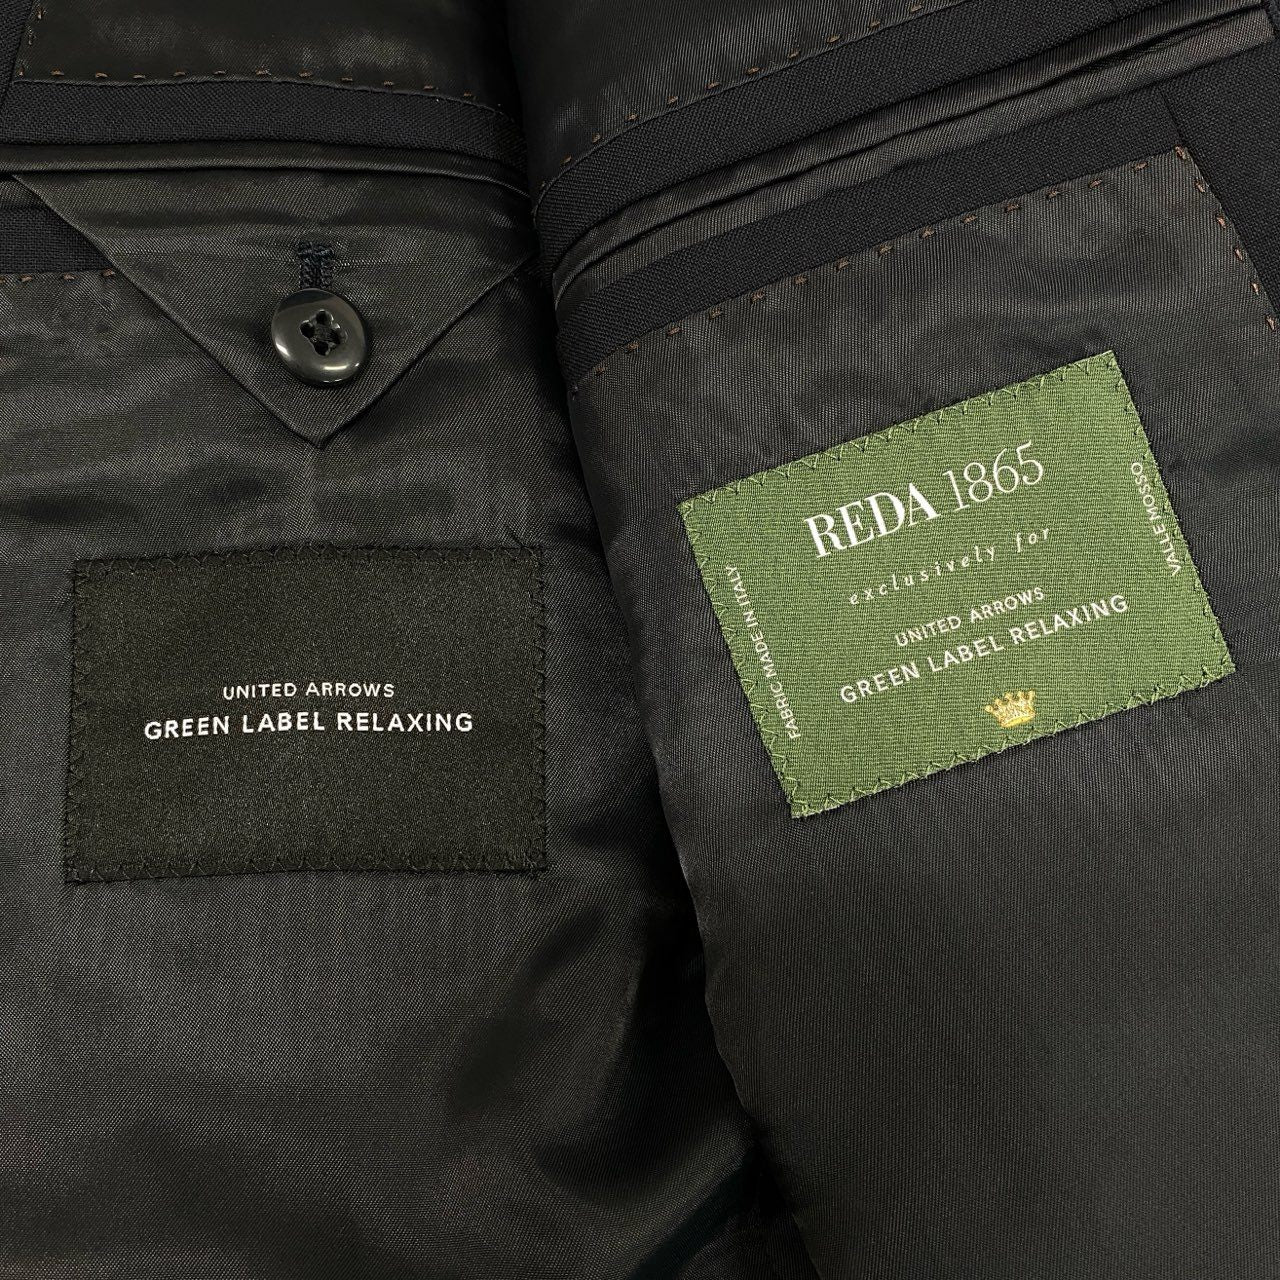 UNITED ARROWS
GREEN LABEL RELAXING
REDA 1865
exclusively for
UNITED ARROWS
GREEN LABEL RELAXING
FABRIC MADE IN ITALY
VALLE MOSSO